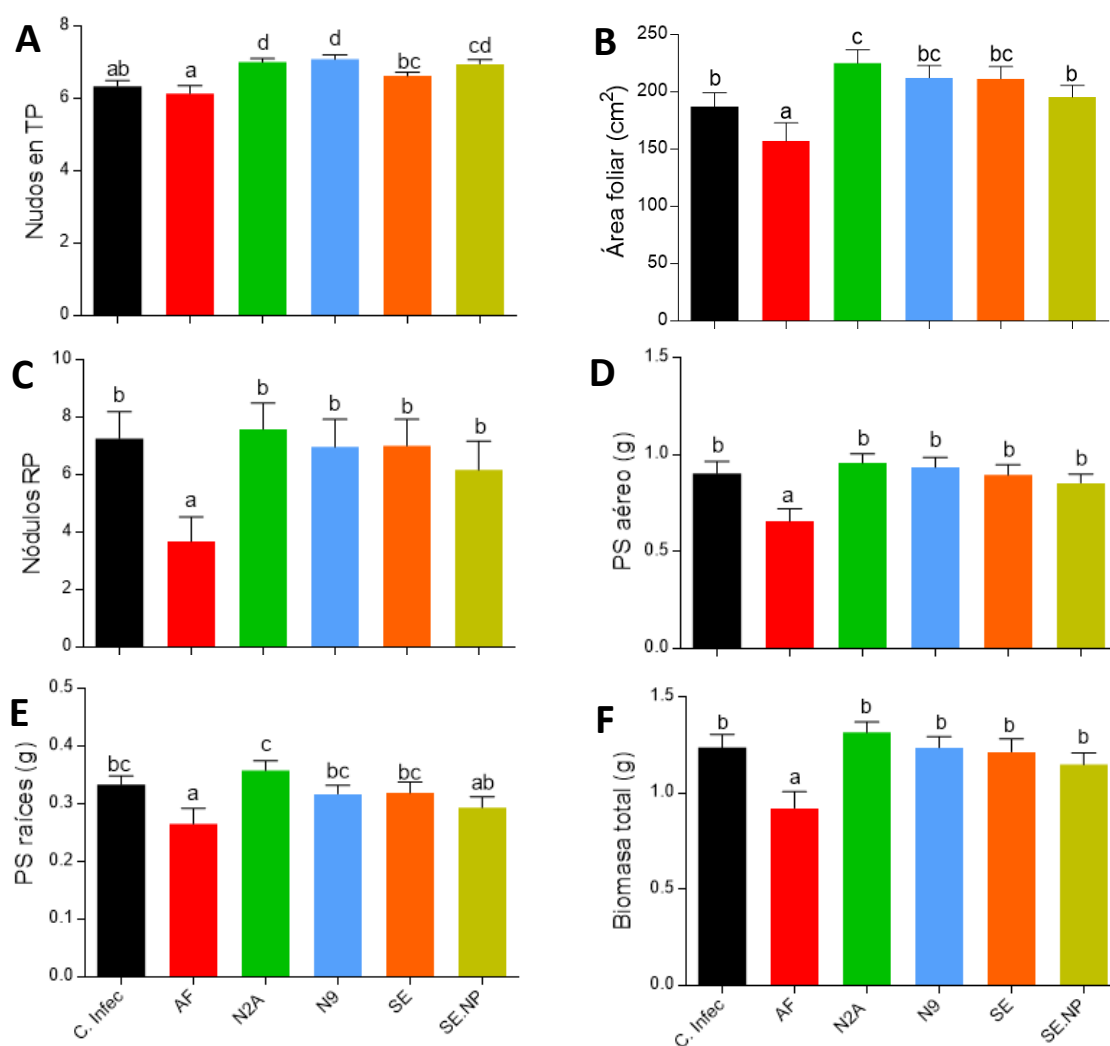 A
Nudos en TP
8
6
4
2
0
ab
a
d
d
bc
cd
B
Área foliar (cm²)
250
200
150
100
50
0
b
a
c
bc
bc
b
C
Nódulos RP
10
8
6
4
2
0
b
a
b
b
b
b
D
PS aéreo (g)
1.5
1.0
0.5
0.0
b
a
b
b
b
b
E
PS raíces (g)
0.5
0.4
0.3
0.2
0.1
0.0
bc
a
c
bc
bc
ab
C. Infec
AF
N2A
N9
SE
SE.NP
F
Biomasa total (g)
1.5
1.0
0.5
0.0
b
a
b
b
b
b
C. Infec
AF
N2A
N9
SE
SE.NP